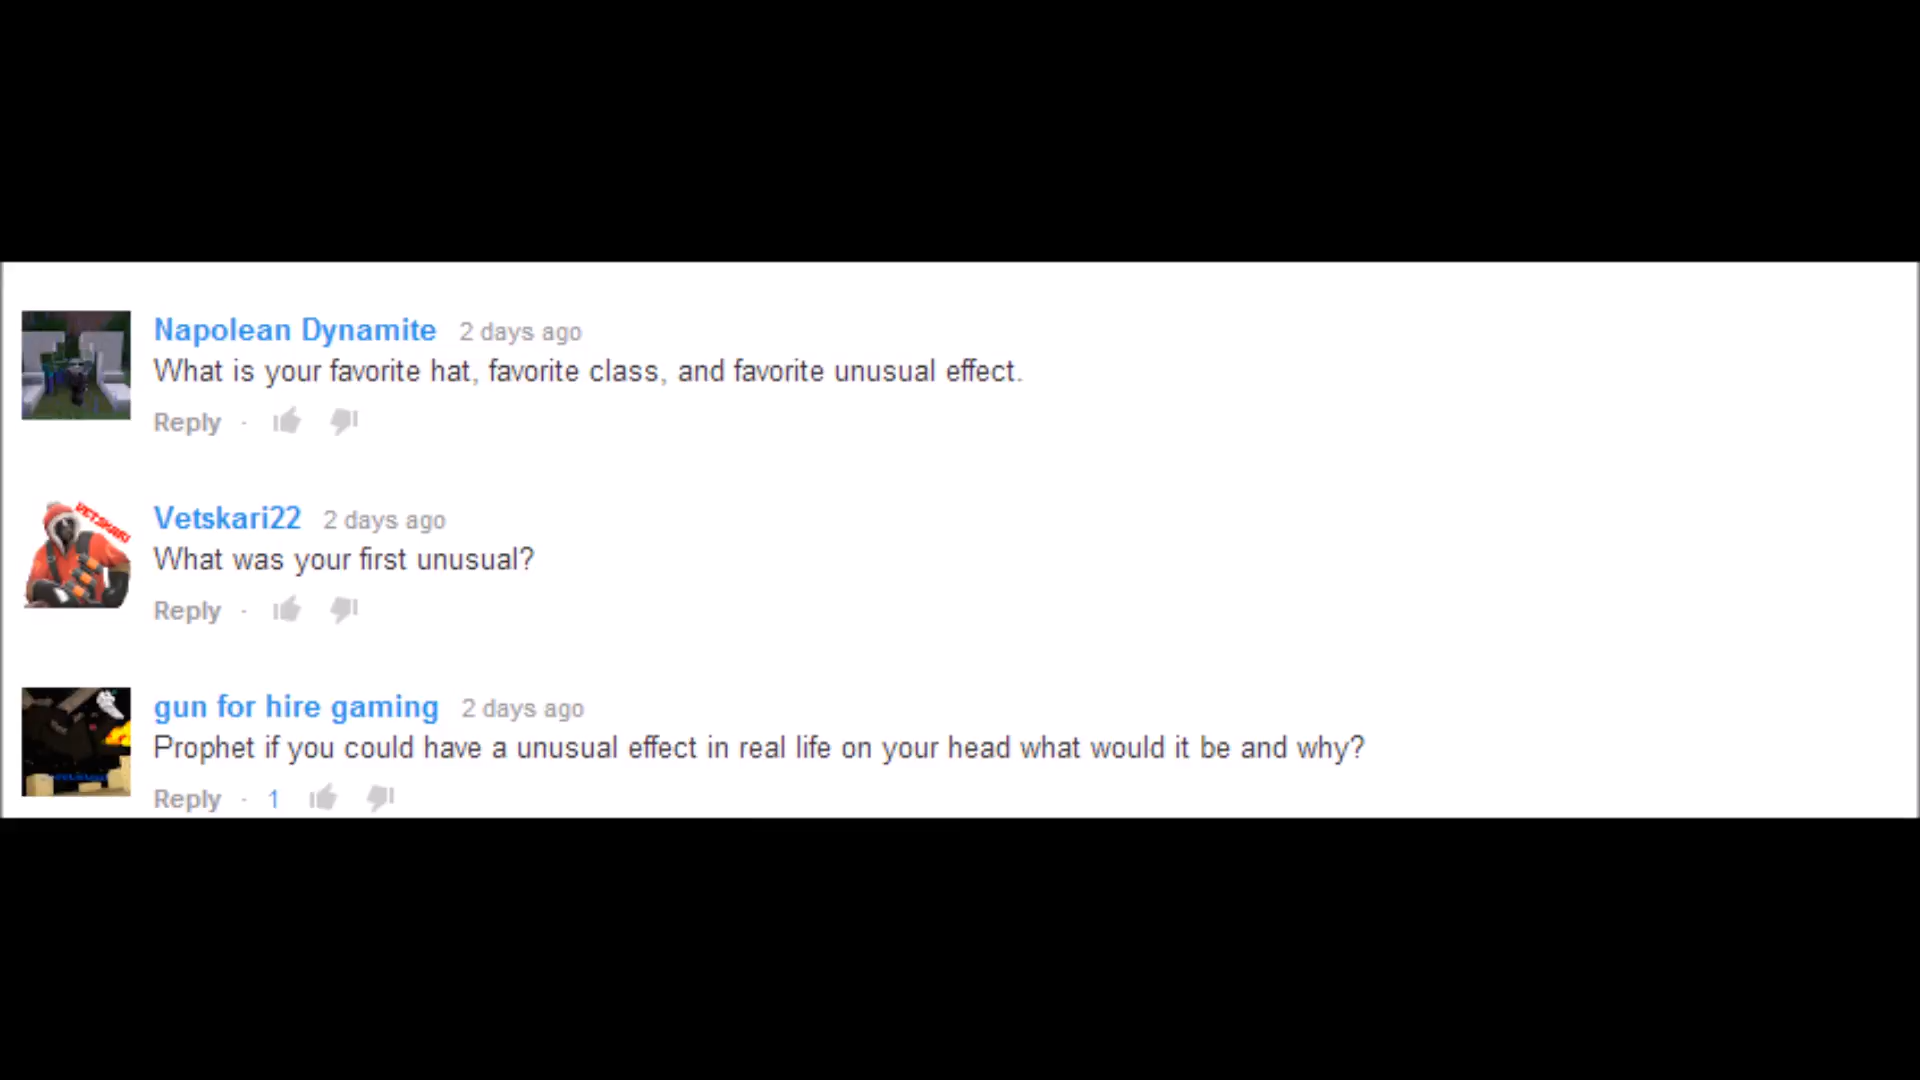 Napolean Dynamite 2 days ago
What is your favorite hat, favorite class, and favorite unusual effect.
Reply ·
VETSKARI
Vetskari22 2 days ago
What was your first unusual?
Reply ·
gun for hire gaming 2 days ago
Prophet if you could have a unusual effect in real life on your head what would it be and why?
Reply · 1